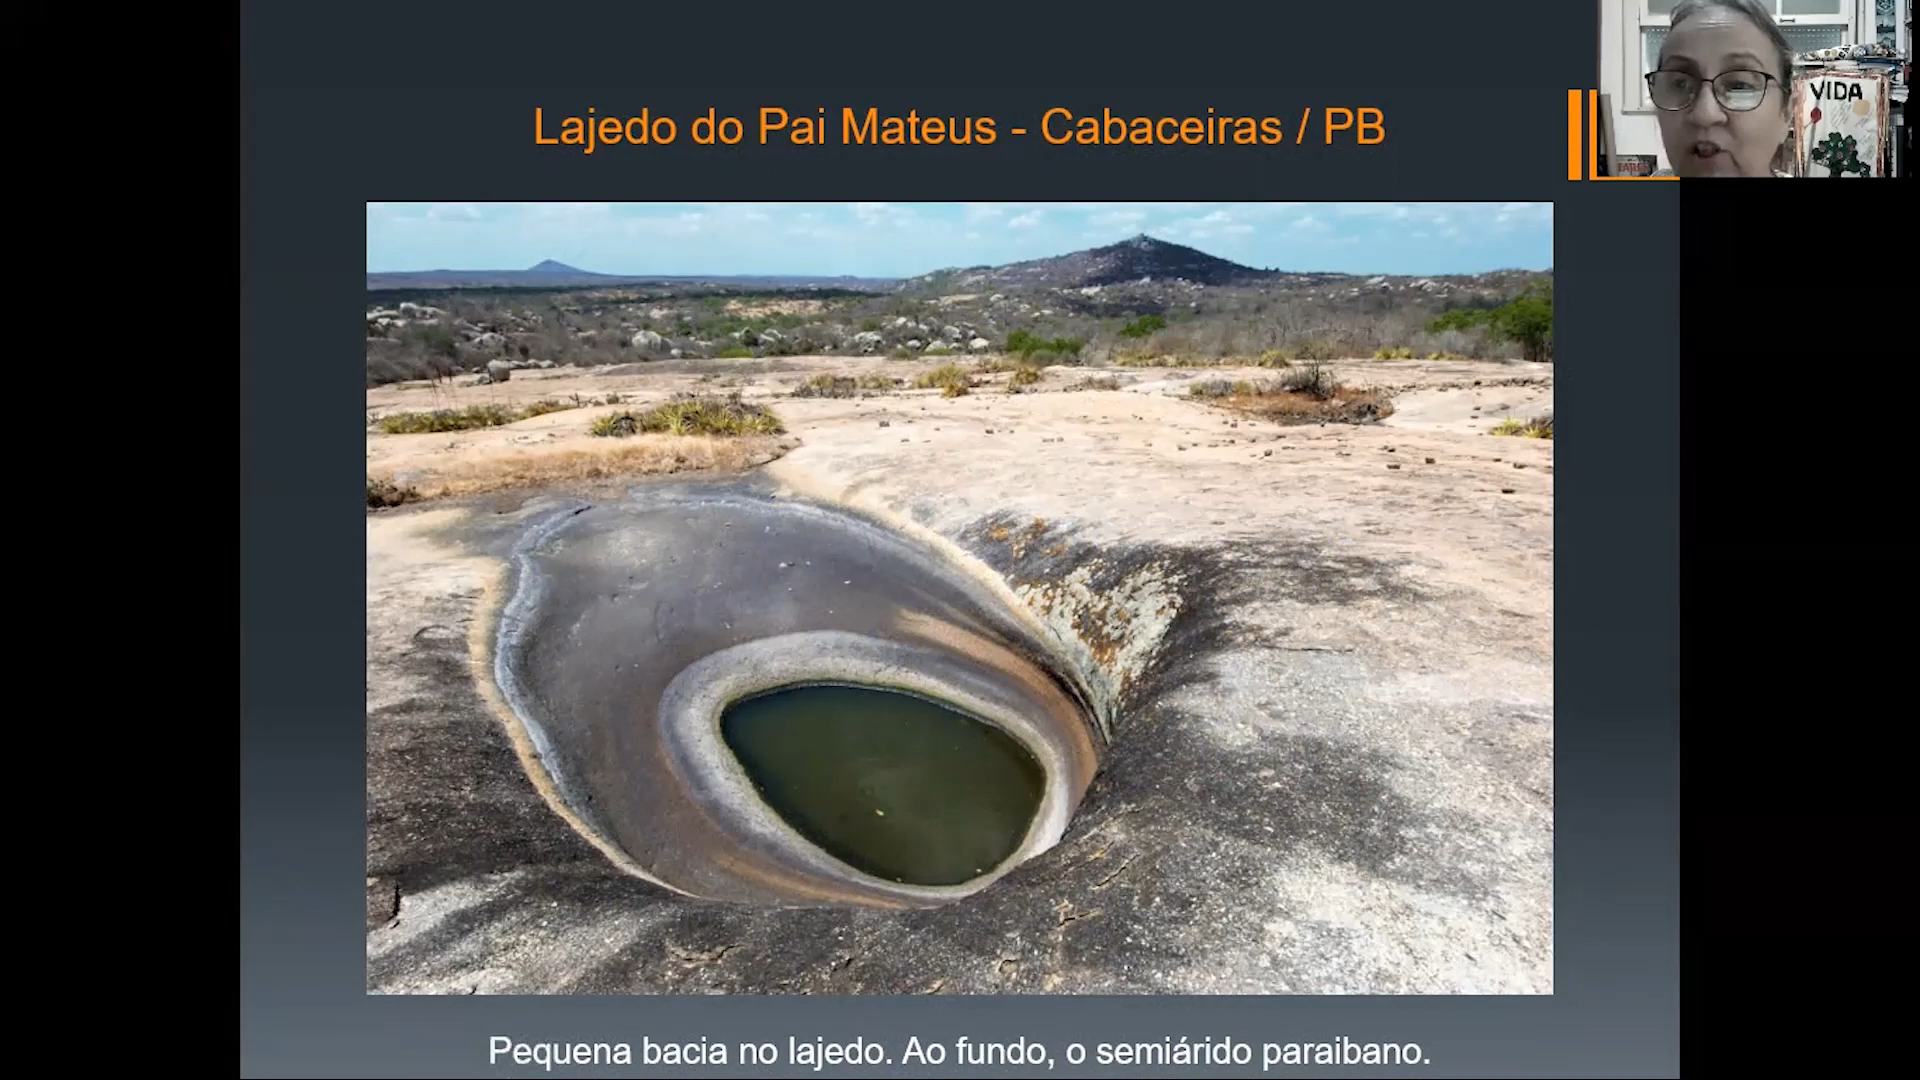 Lajedo do Pai Mateus - Cabaceiras / PB
VIDA
Pequena bacia no lajedo. Ao fundo, o semiárido paraibano.